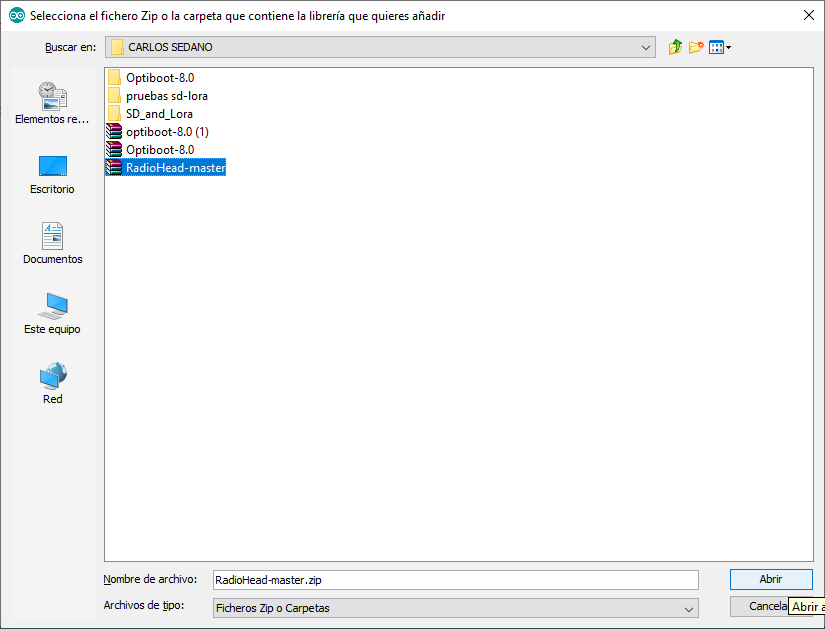 Selecciona el fichero Zip o la carpeta que contiene la librería que quieres añadir
Buscar en:
CARLOS SEDANO
Elementos re...
Escritorio
Documentos
Este equipo
Red
Optiboot-8.0
pruebas sd-lora
SD_and_Lora
optiboot-8.0 (1)
Optiboot-8.0
RadioHead-master
Nombre de archivo:
RadioHead-master.zip
Abrir
Archivos de tipo:
Ficheros Zip o Carpetas
Cancela
Abrir a